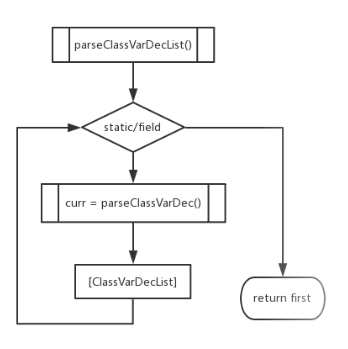 parseClassVarDecList()
static/field
curr = parseClassVarDec()
[ClassVarDecList]
return first